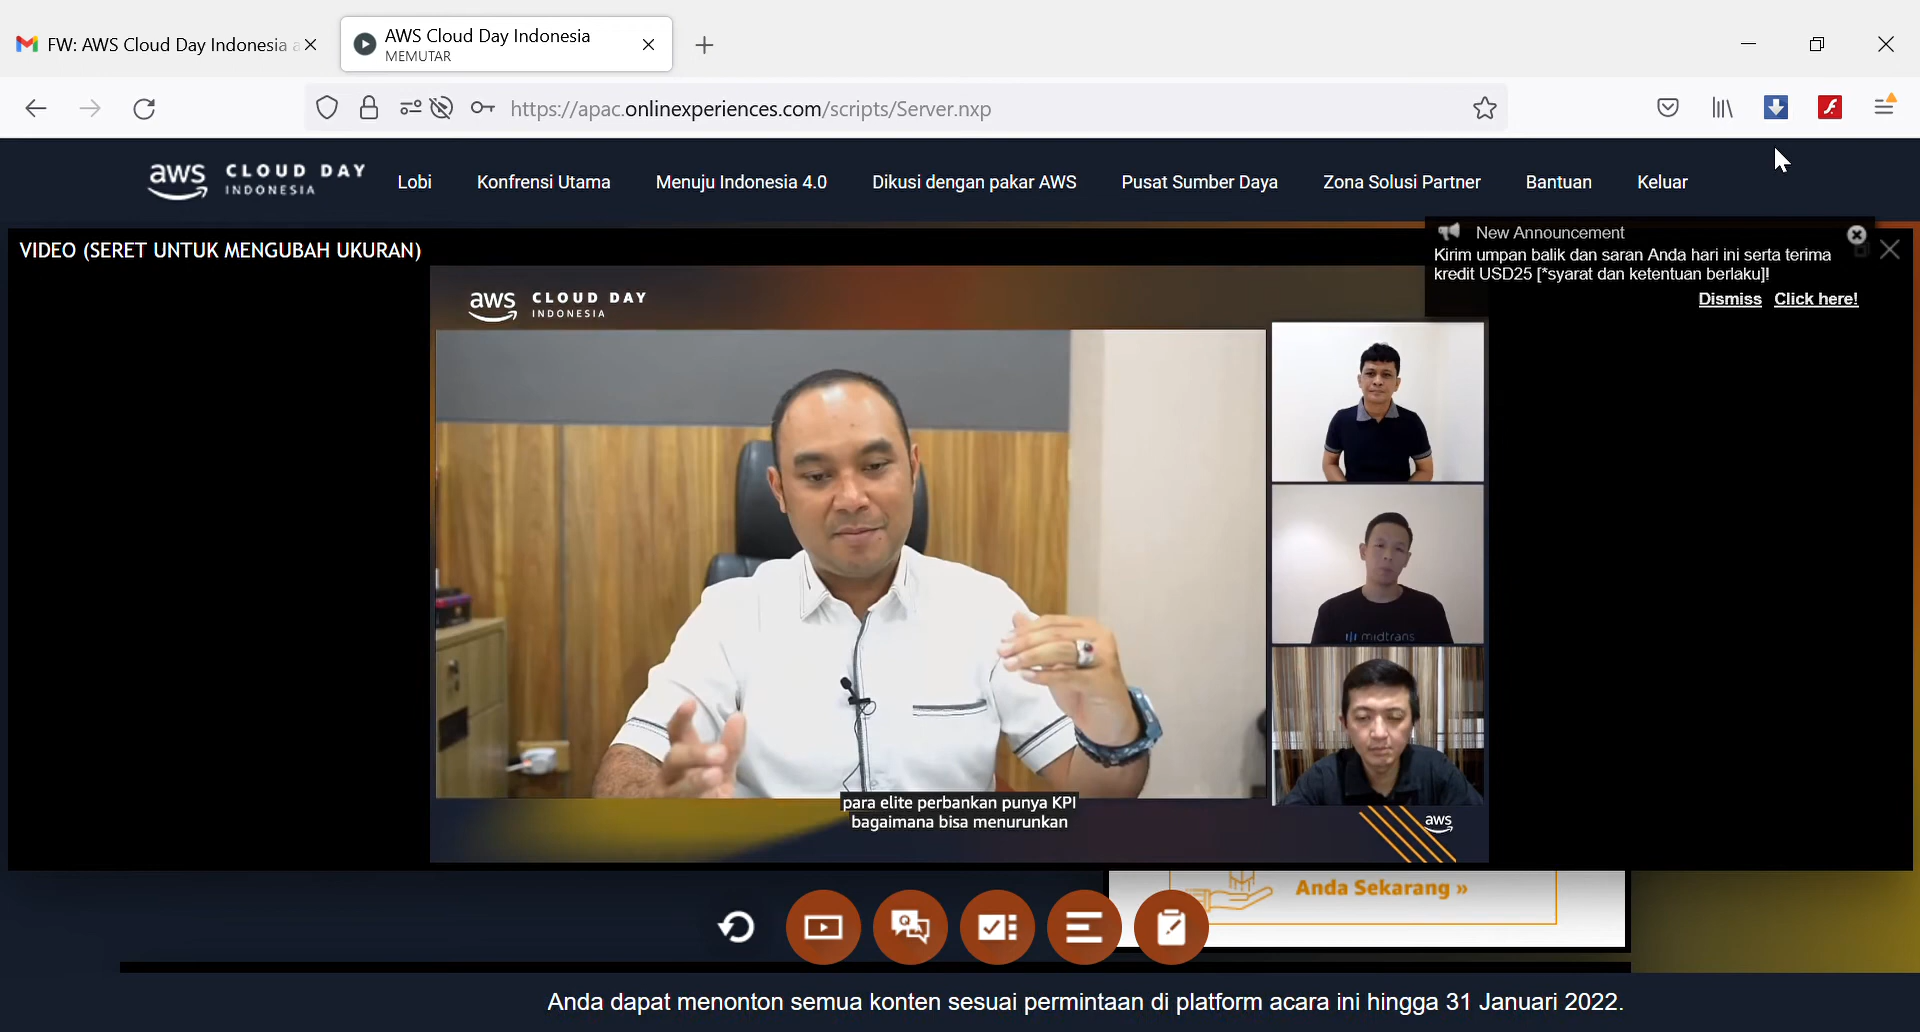 FW: AWS Cloud Day Indonesia a
AWS Cloud Day Indonesia
MEMUTAR
https://apac.onlinexperiences.com/scripts/Server.nxp
aws CLOUD DAY
INDONESIA
Lobi
Konfrensi Utama
Menuju Indonesia 4.0
Dikusi dengan pakar AWS
Pusat Sumber Daya
Zona Solusi Partner
Bantuan
Keluar
VIDEO (SERET UNTUK MENGUBAH UKURAN)
New Announcement
Kirim umpan balik dan saran Anda hari ini serta terima
kredit USD25 [*syarat dan ketentuan berlaku]!
Dismiss Click here!
aws CLOUD DAY
INDONESIA
midtrans
para elite perbankan punya KPI
bagaimana bisa menurunkan
aws
Anda Sekarang »
Q
A
Anda dapat menonton semua konten sesuai permintaan di platform acara ini hingga 31 Januari 2022.